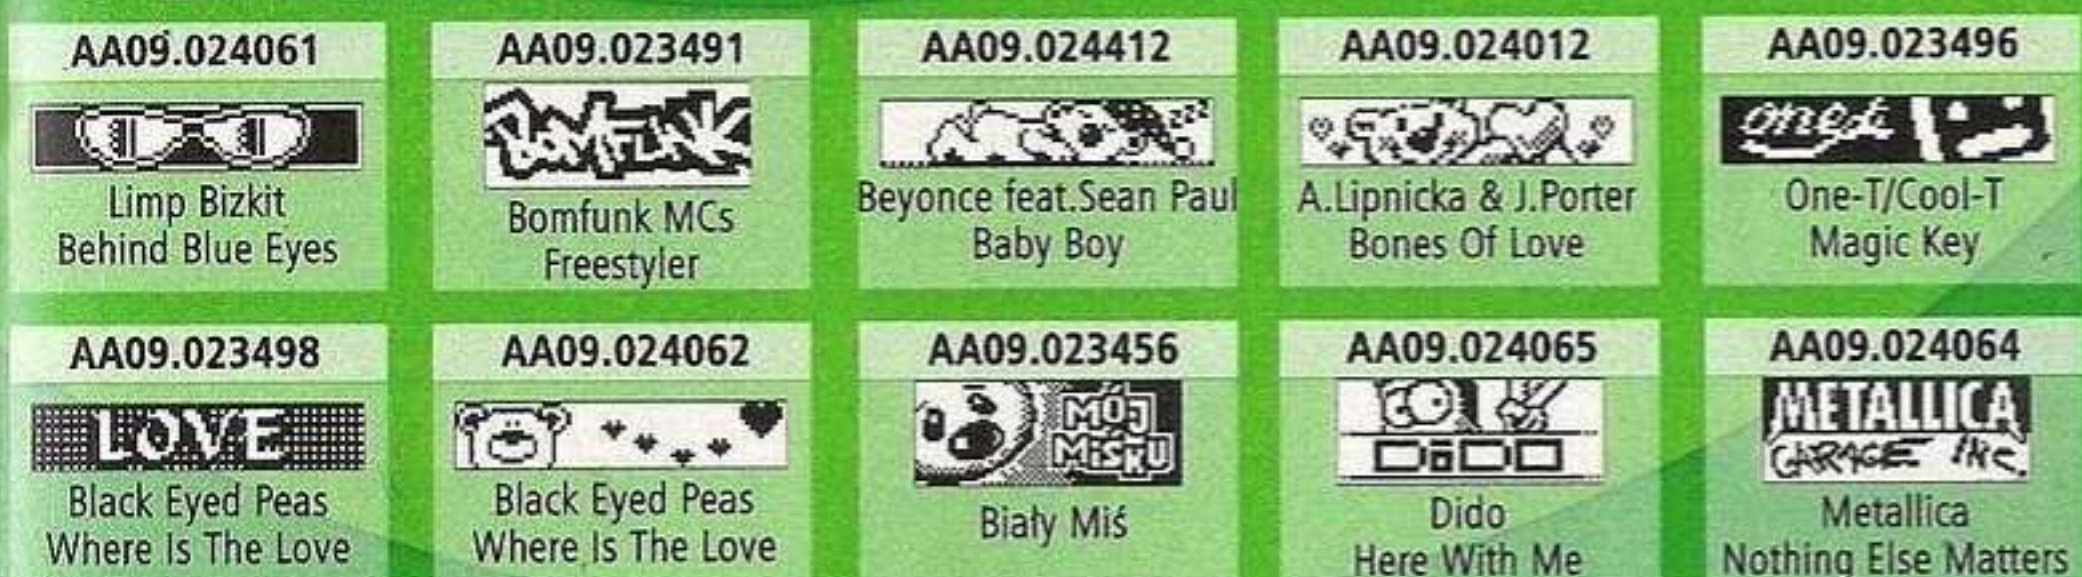 AA09.024061
Limp Bizkit
Behind Blue Eyes
AA09.023491
BOMFUNK
Bomfunk MCs
Freestyler
AA09.024412
zzz
Beyonce feat.Sean Paul
Baby Boy
AA09.024012
A.Lipnicka & J.Porter
Bones Of Love
AA09.023496
one-t
One-T/Cool-T
Magic Key
AA09.023498
LOVE
Black Eyed Peas
Where Is The Love
AA09.024062
Black Eyed Peas
Where Is The Love
AA09.023456
MÓJ
MiŚKU
Biały Miś
AA09.024065
DiDO
Dido
Here With Me
AA09.024064
METALLICA
GARAGE INC.
Metallica
Nothing Else Matters